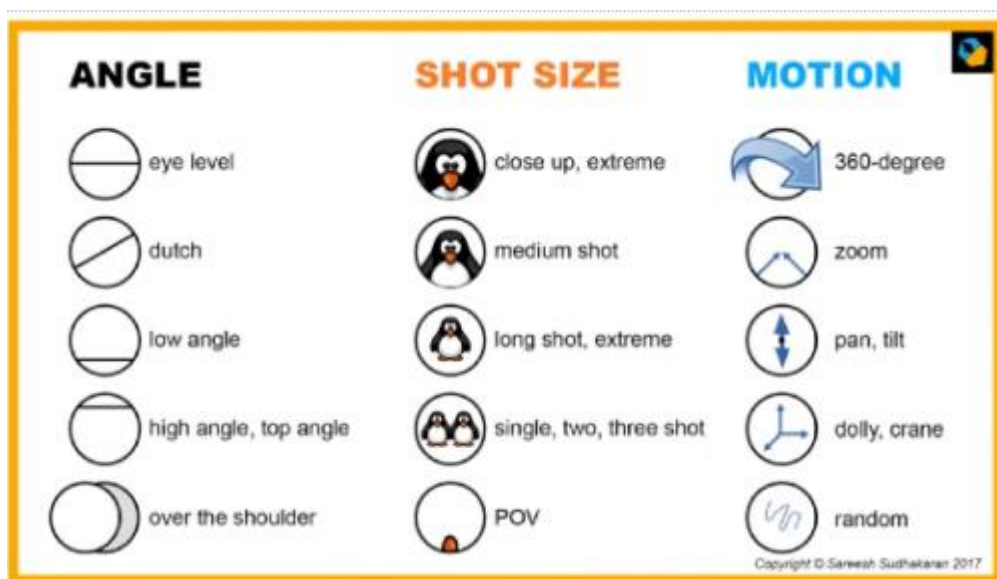 ANGLE
eye level
dutch
low angle
high angle, top angle
over the shoulder
SHOT SIZE
close up, extreme
medium shot
long shot, extreme
single, two, three shot
POV
MOTION
360-degree
zoom
pan, tilt
dolly, crane
random
Copyright © Sareesh Sudhakaran 2017